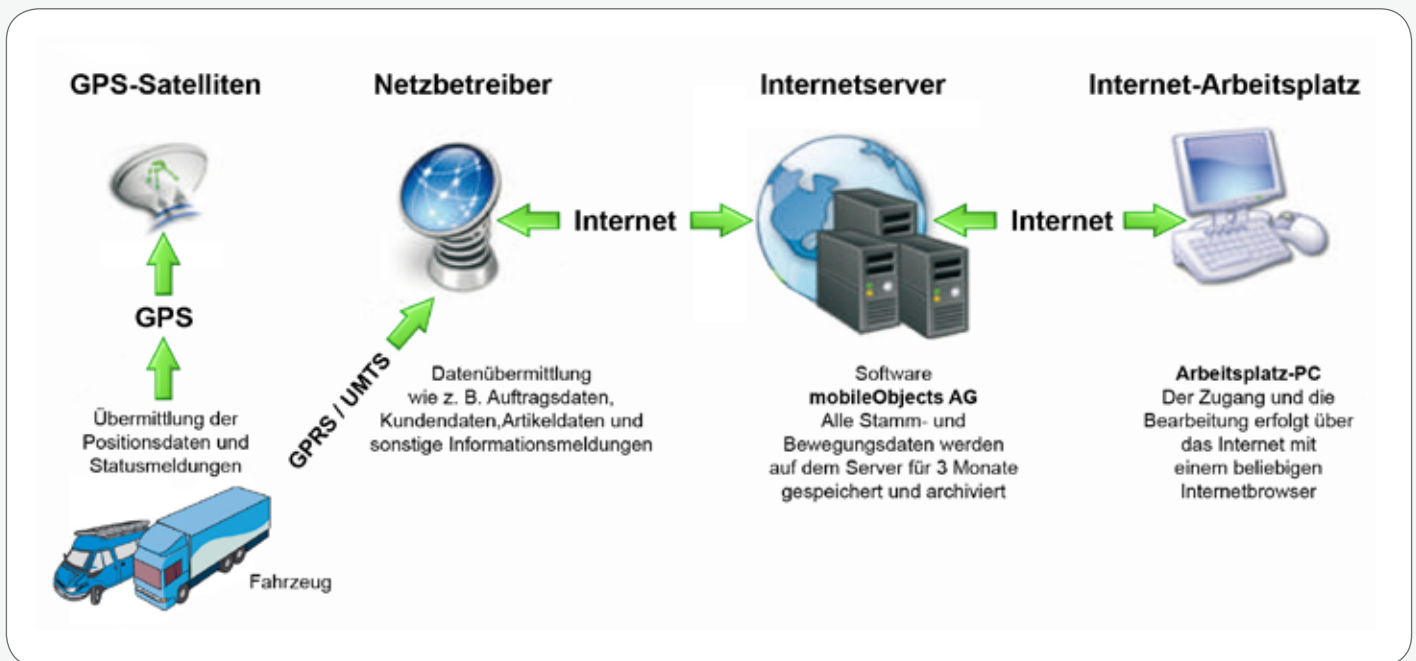 GPS-Satelliten
Netzbetreiber
Internetserver
Internet-Arbeitsplatz
GPS
Internet
Internet
GPRS / UMTS
Übermittlung der
Positionsdaten und
Statusmeldungen
Fahrzeug
Datenübermittlung
wie z. B. Auftragsdaten,
Kundendaten,Artikeldaten und
sonstige Informationsmeldungen
Software
mobileObjects AG
Alle Stamm- und
Bewegungsdaten werden
auf dem Server für 3 Monate
gespeichert und archiviert
Arbeitsplatz-PC
Der Zugang und die
Bearbeitung erfolgt über
das Internet mit
einem beliebigen
Internetbrowser